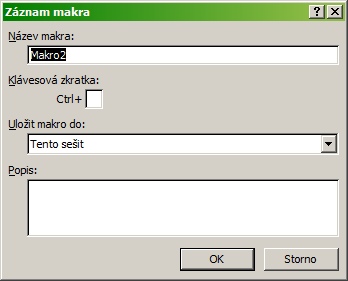 Záznam makra
Název makra:
Makro2
Klávesová zkratka:
Ctrl+
Uložit makro do:
Tento sešit
Popis:
OK Storno